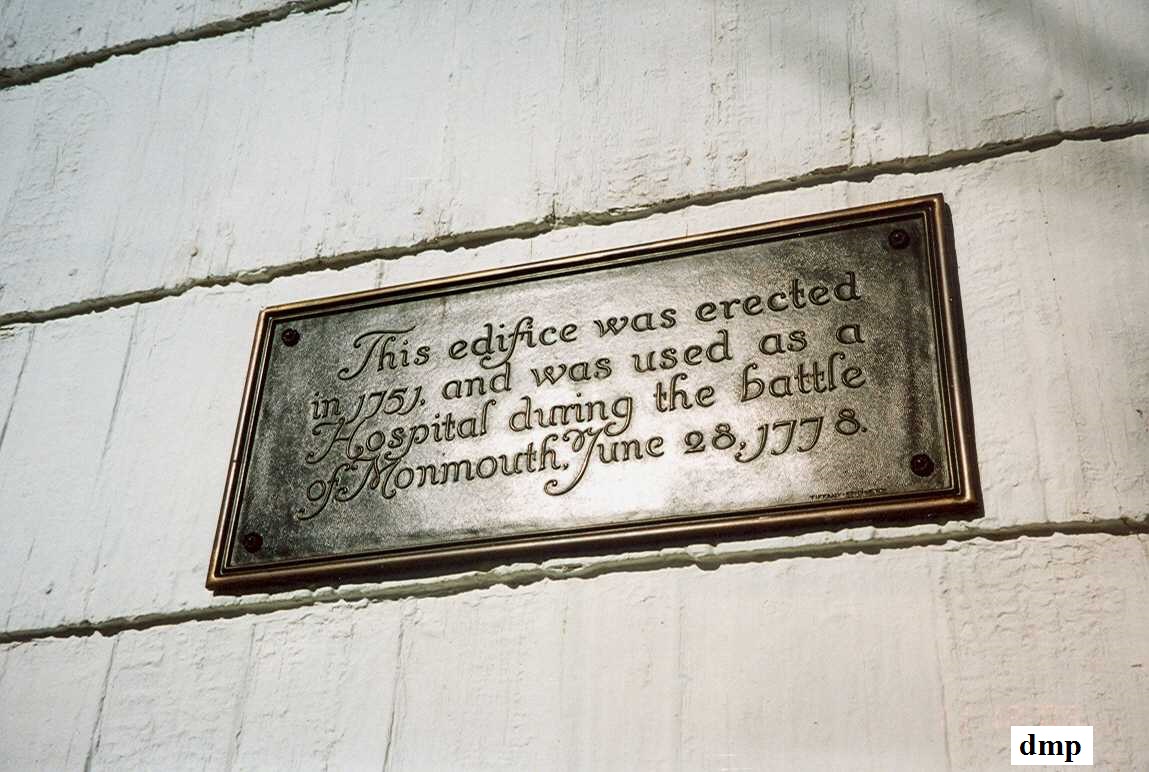 This edifice was erected
in 1751, and was used as a
Hospital during the battle
of Monmouth, June 28, 1778.
dmp